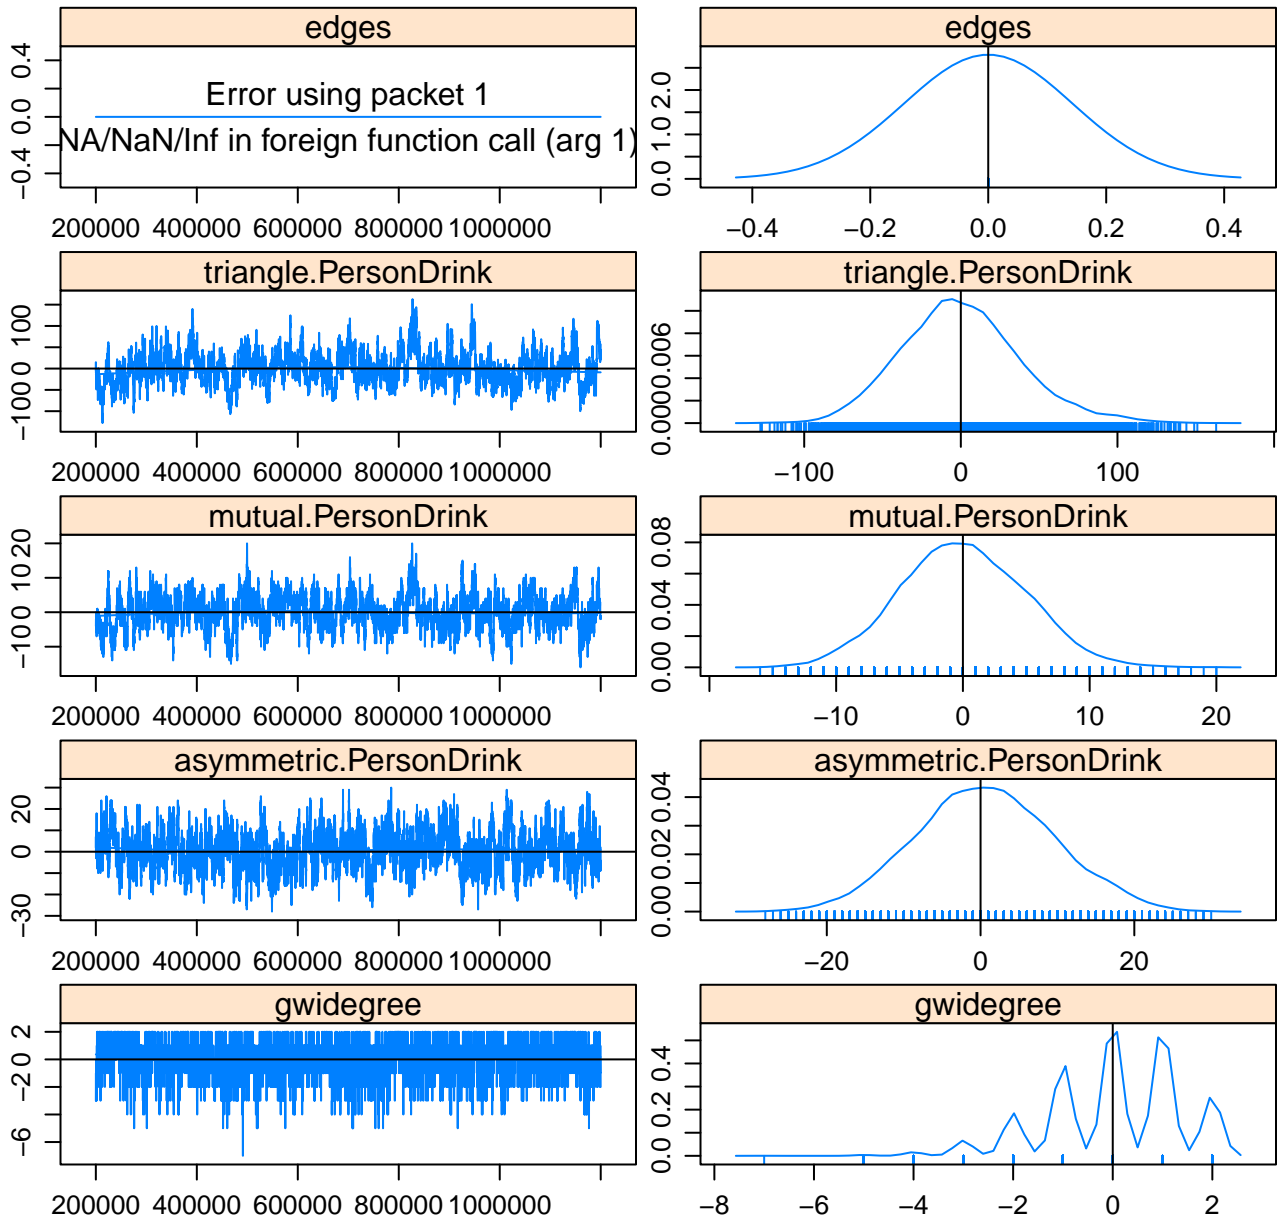 edges
edges
0.4
0.0
−0.4
Error using packet 1
NA/NaN/Inf in foreign function call (arg 1)
200000 400000 600000 800000 1000000
0.0 1.0 2.0
−0.4 −0.2 0.0 0.2 0.4
triangle.PersonDrink
triangle.PersonDrink
−100 0 100
200000 400000 600000 800000 1000000
0.000 0.006
−100 0 100
mutual.PersonDrink
mutual.PersonDrink
−10 0 10 20
200000 400000 600000 800000 1000000
0.00 0.04 0.08
−10 0 10 20
asymmetric.PersonDrink
asymmetric.PersonDrink
−30 0 20
200000 400000 600000 800000 1000000
0.00 0.02 0.04
−20 0 20
gwidegree
gwidegree
−6 −2 0 2
200000 400000 600000 800000 1000000
0.0 0.2 0.4
−8 −6 −4 −2 0 2